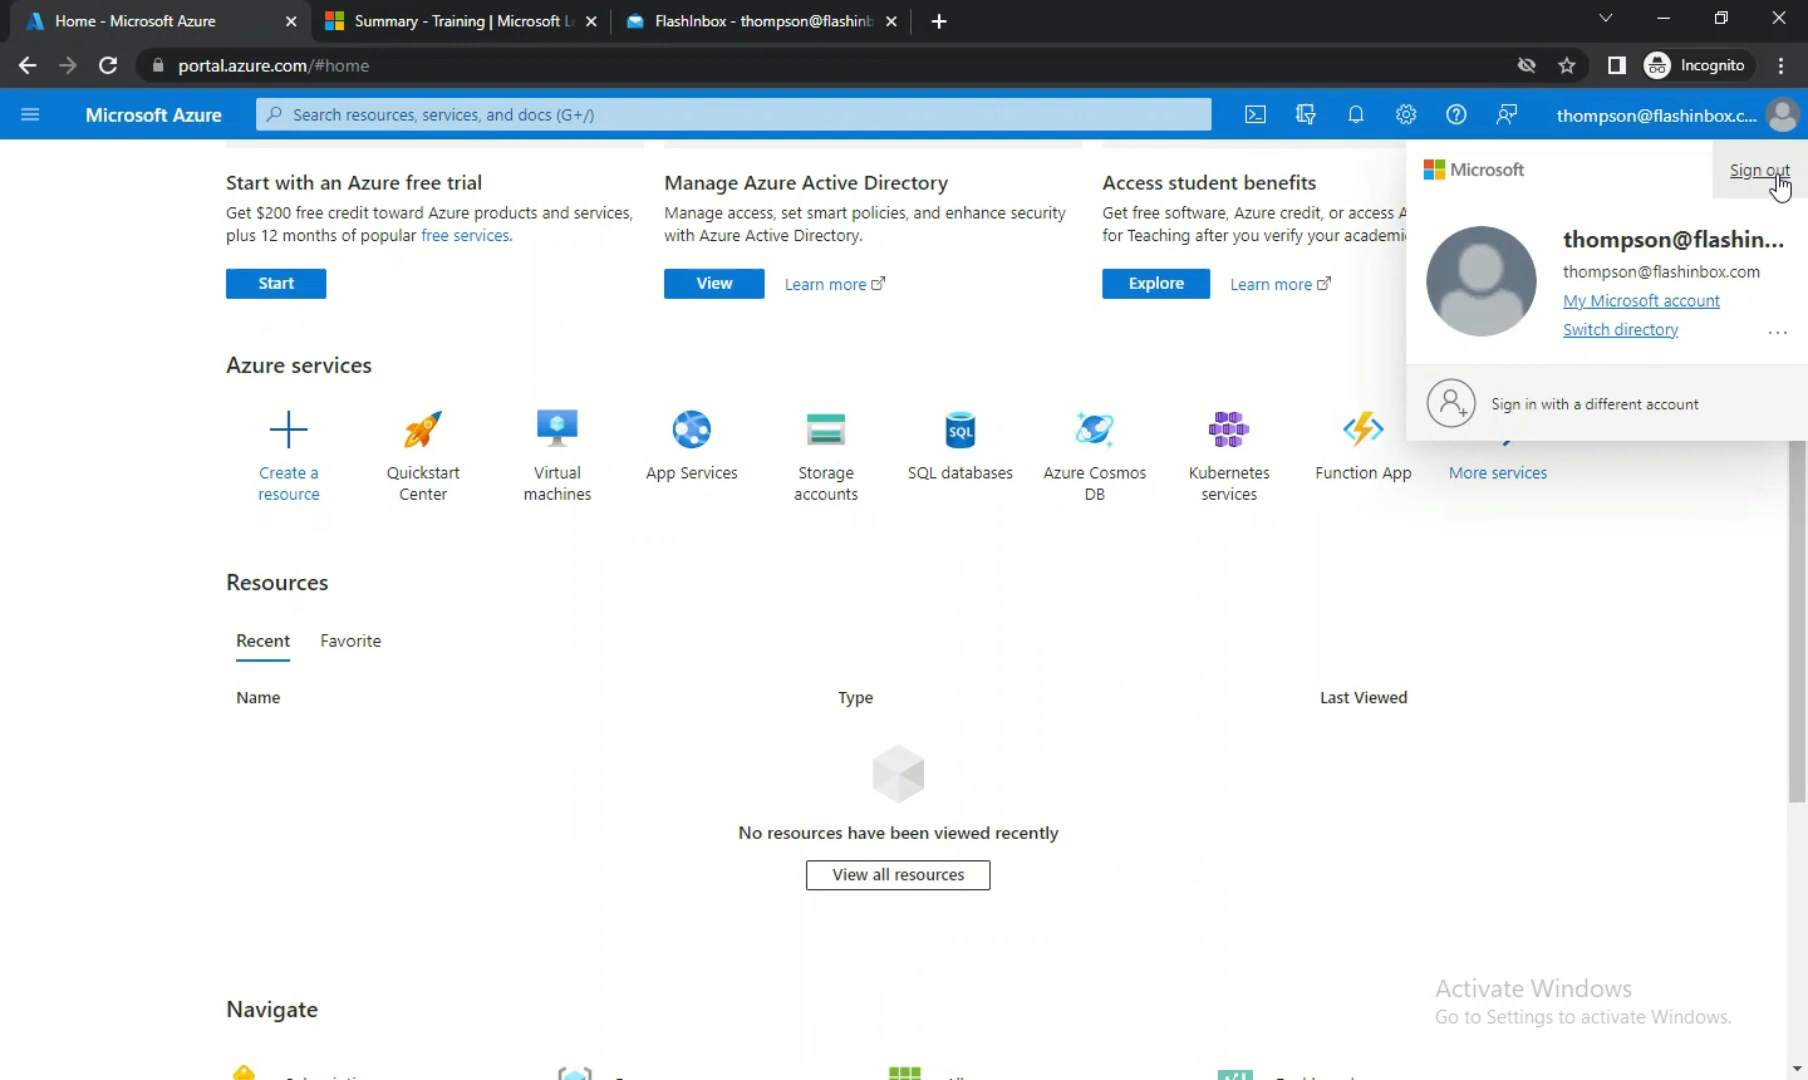 Home - Microsoft Azure
Summary - Training | Microsoft L
FlashInbox - thompson@flashinb
portal.azure.com/#home
Incognito
Microsoft Azure
Search resources, services, and docs (G+/)
thompson@flashinbox.c...
Microsoft
Sign out
thompson@flashin...
thompson@flashinbox.com
My Microsoft account
Switch directory
Sign in with a different account
Start with an Azure free trial
Get $200 free credit toward Azure products and services,
plus 12 months of popular free services.
Start
Manage Azure Active Directory
Manage access, set smart policies, and enhance security
with Azure Active Directory.
View
Learn more
Access student benefits
Get free software, Azure credit, or access A
for Teaching after you verify your academi
Explore
Learn more
Azure services
Create a
resource
Quickstart
Center
Virtual
machines
App Services
Storage
accounts
SQL
SQL databases
Azure Cosmos
DB
Kubernetes
services
Function App
More services
Resources
Recent
Favorite
Name
Type
Last Viewed
No resources have been viewed recently
View all resources
Activate Windows
Go to Settings to activate Windows.
Navigate